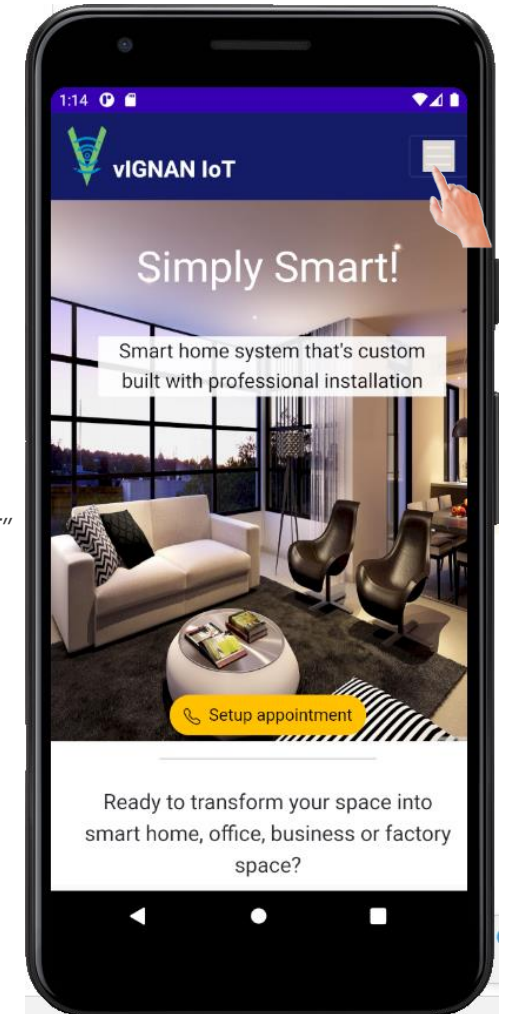 1:14
vIGNAN IoT
Simply Smart!
Smart home system that's custom
built with professional installation
Setup appointment
Ready to transform your space into
smart home, office, business or factory
space?